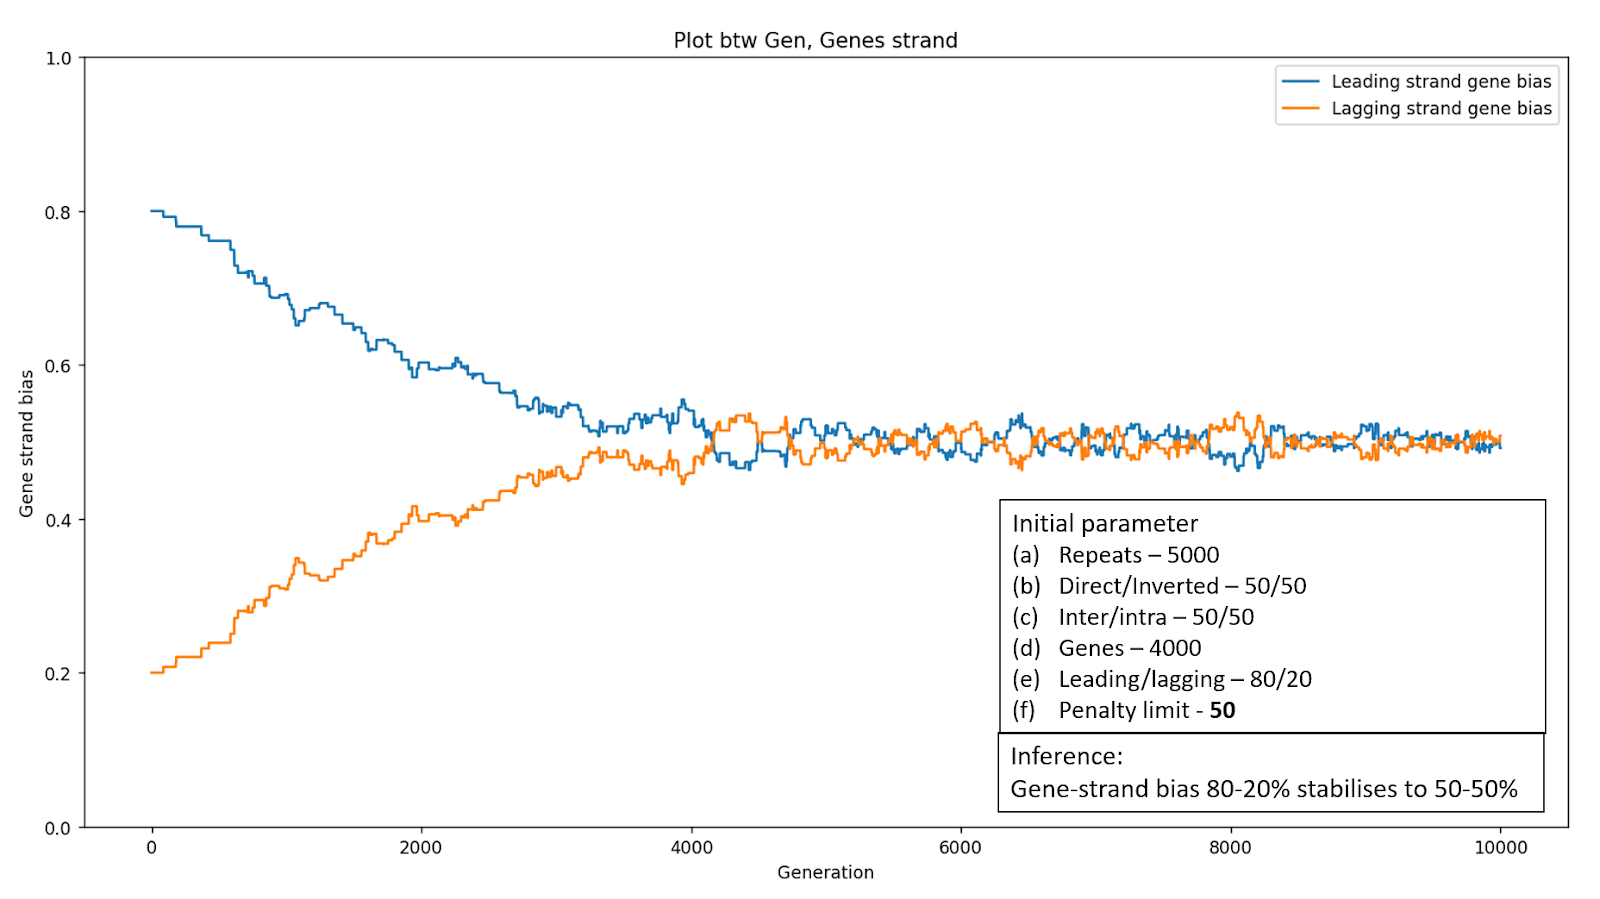 Plot btw Gen, Genes strand
1.0
0.8
0.6
0.4
0.2
0.0
Gene strand bias
Leading strand gene bias
Lagging strand gene bias
Initial parameter
(a) Repeats – 5000
(b) Direct/Inverted – 50/50
(c) Inter/intra – 50/50
(d) Genes – 4000
(e) Leading/lagging – 80/20
(f) Penalty limit - 50
Inference:
Gene-strand bias 80-20% stabilises to 50-50%
0 2000 4000 6000 8000 10000
Generation